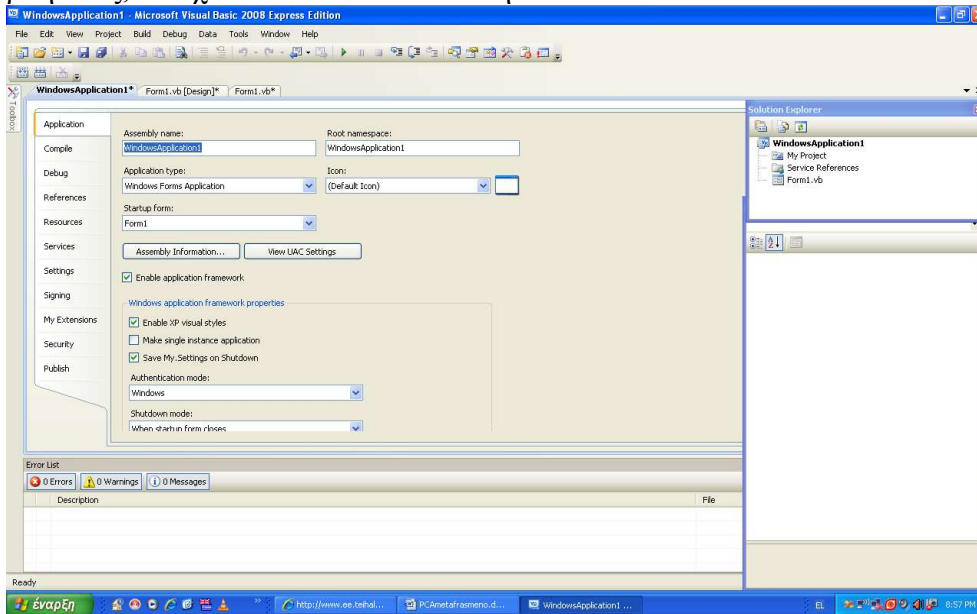 WindowsApplication1 - Microsoft Visual Basic 2008 Express Edition
File Edit View Project Build Debug Data Tools Window Help
WindowsApplication1* Form1.vb [Design]* Form1.vb*
Toolbox
Solution Explorer
WindowsApplication1
My Project
Service References
Form1.vb
Application
Compile
Debug
References
Resources
Services
Settings
Signing
My Extensions
Security
Publish
Assembly name: Root namespace:
WindowsApplication1 WindowsApplication1
Application type: Icon:
Windows Forms Application (Default Icon)
Startup form:
Form1
Assembly Information... View UAC Settings
Enable application framework
Windows application framework properties
Enable XP visual styles
Make single instance application
Save My.Settings on Shutdown
Authentication mode:
Windows
Shutdown mode:
When startup form closes
Error List
0 Errors 0 Warnings 0 Messages
Description File
Ready
έναρξη http://www.ee.teihal... PCAmetafrasmeno.d... WindowsApplication1 ... EL 8:57 PM